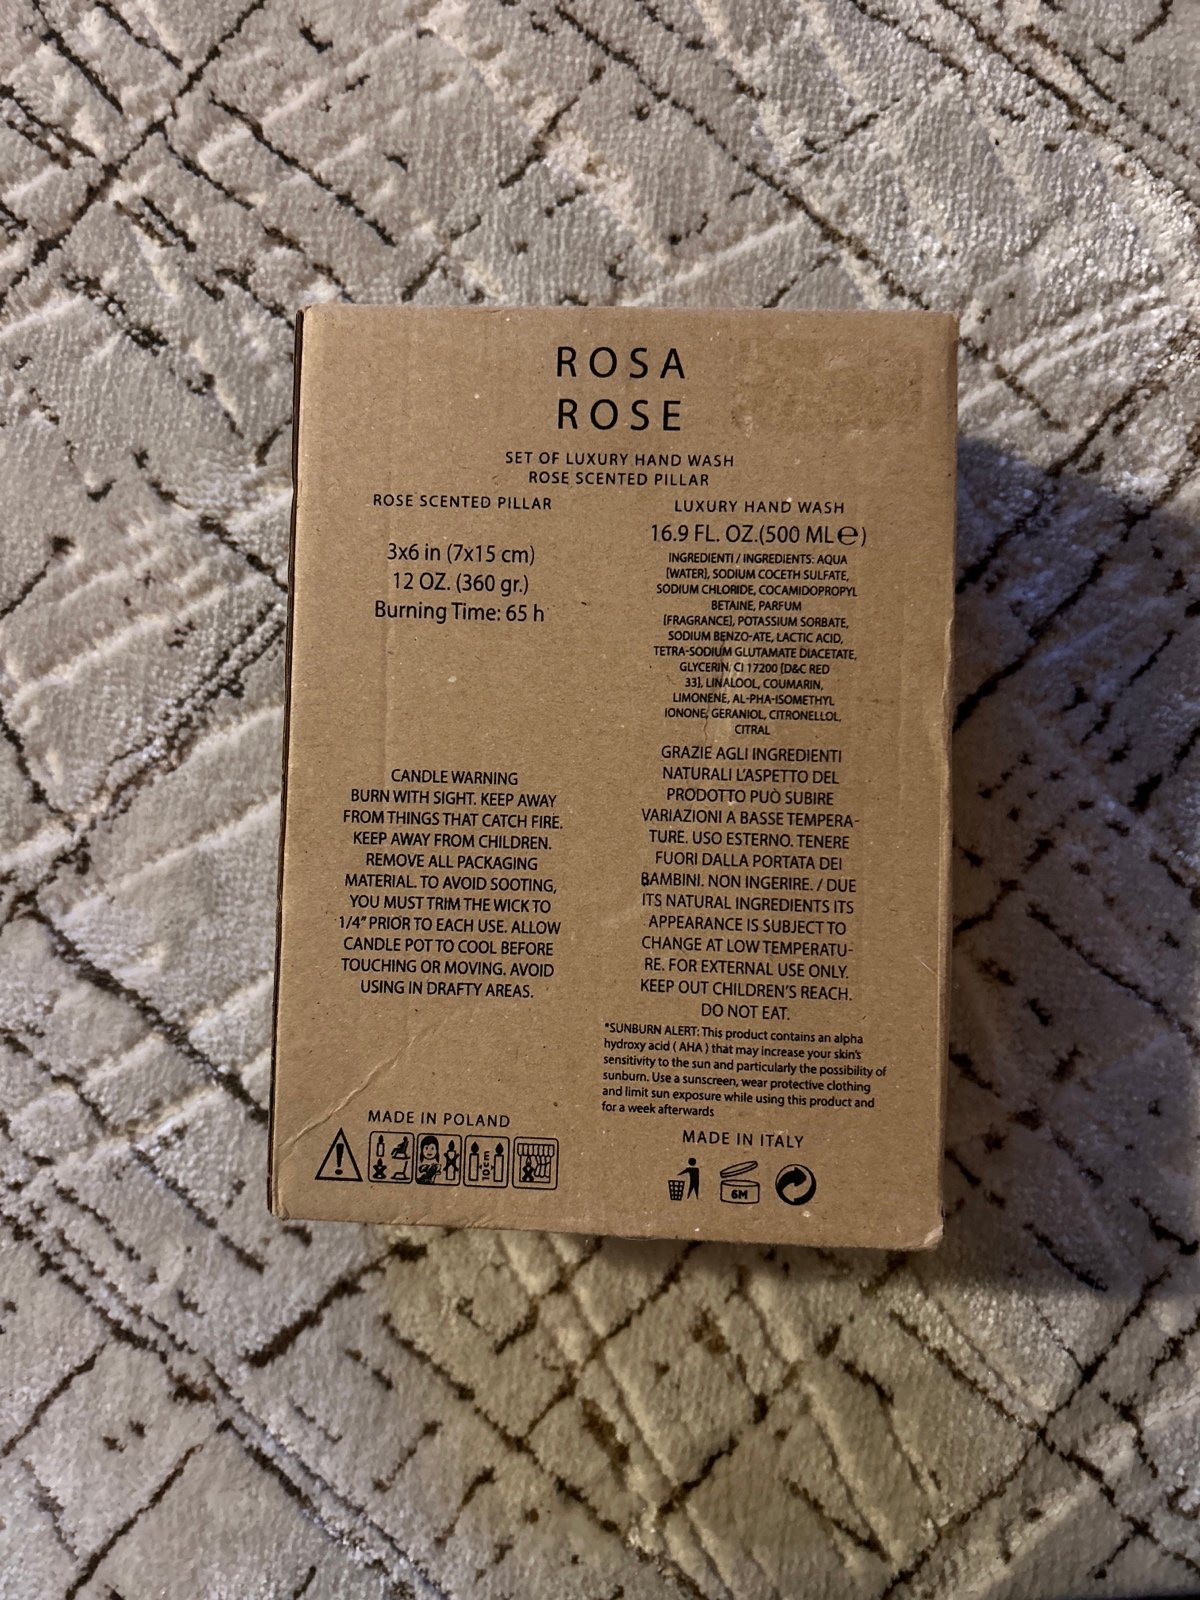 ROSA
ROSE
SET OF LUXURY HAND WASH
ROSE SCENTED PILLAR
ROSE SCENTED PILLAR
3x6 in (7x15 cm)
12 OZ. (360 gr.)
Burning Time: 65 h
CANDLE WARNING
BURN WITH SIGHT. KEEP AWAY
FROM THINGS THAT CATCH FIRE.
KEEP AWAY FROM CHILDREN.
REMOVE ALL PACKAGING
MATERIAL. TO AVOID SOOTING,
YOU MUST TRIM THE WICK TO
1/4” PRIOR TO EACH USE. ALLOW
CANDLE POT TO COOL BEFORE
TOUCHING OR MOVING. AVOID
USING IN DRAFTY AREAS.
MADE IN POLAND
10 cm
LUXURY HAND WASH
16.9 FL. OZ.(500 ML℮)
INGREDIENTI / INGREDIENTS: AQUA
[WATER], SODIUM COCETH SULFATE,
SODIUM CHLORIDE, COCAMIDOPROPYL
BETAINE, PARFUM
[FRAGRANCE], POTASSIUM SORBATE,
SODIUM BENZO-ATE, LACTIC ACID,
TETRA-SODIUM GLUTAMATE DIACETATE,
GLYCERIN, CI 17200 [D&C RED
33], LINALOOL, COUMARIN,
LIMONENE, AL-PHA-ISOMETHYL
IONONE, GERANIOL, CITRONELLOL,
CITRAL
GRAZIE AGLI INGREDIENTI
NATURALI L’ASPETTO DEL
PRODOTTO PUÒ SUBIRE
VARIAZIONI A BASSE TEMPERA-
TURE. USO ESTERNO. TENERE
FUORI DALLA PORTATA DEI
BAMBINI. NON INGERIRE. / DUE
ITS NATURAL INGREDIENTS ITS
APPEARANCE IS SUBJECT TO
CHANGE AT LOW TEMPERATU-
RE. FOR EXTERNAL USE ONLY.
KEEP OUT CHILDREN’S REACH.
DO NOT EAT.
*SUNBURN ALERT: This product contains an alpha
hydroxy acid ( AHA ) that may increase your skin's
sensitivity to the sun and particularly the possibility of
sunburn. Use a sunscreen, wear protective clothing
and limit sun exposure while using this product and
for a week afterwards
MADE IN ITALY
6M